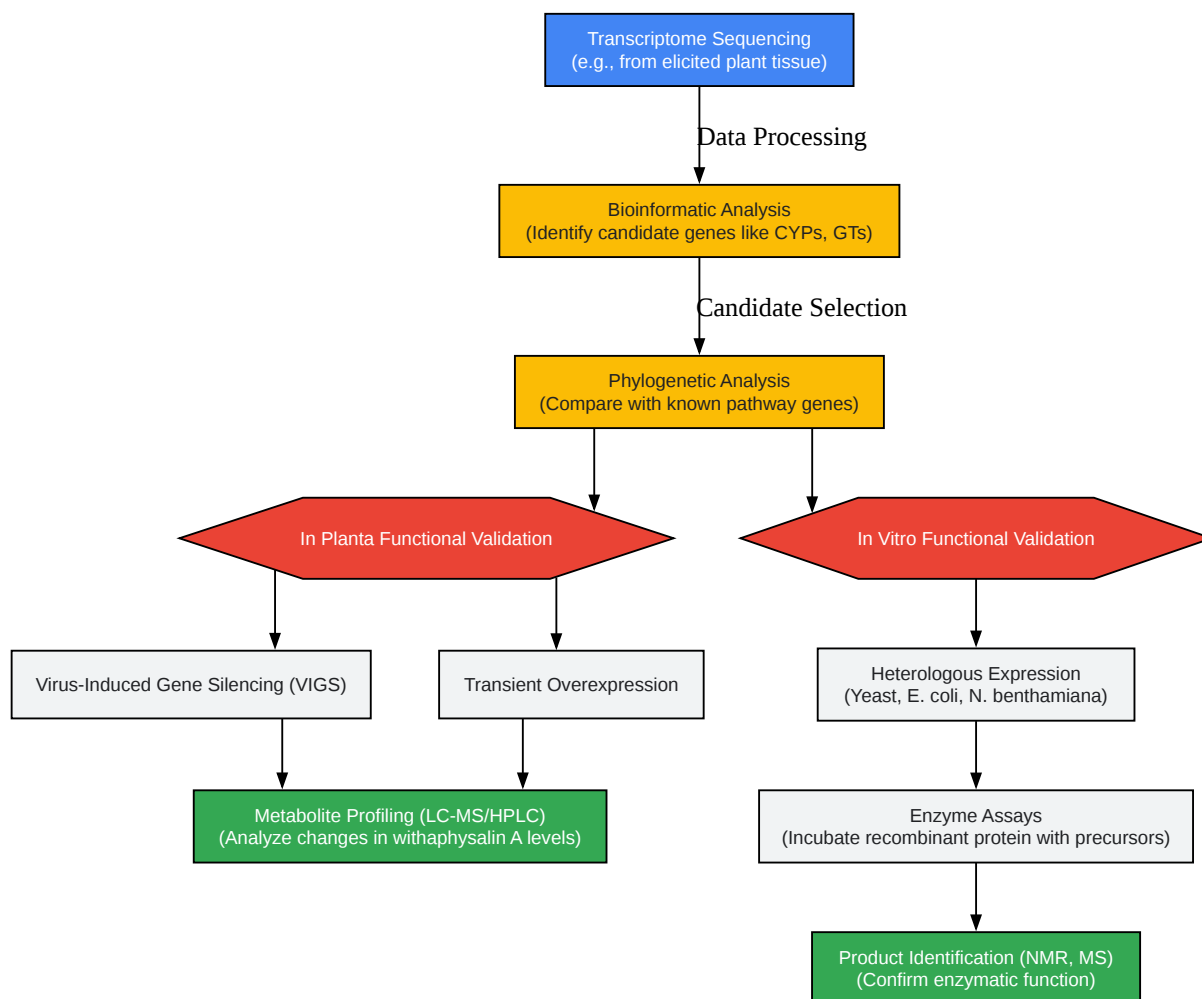 Transcriptome Sequencing
(e.g., from elicited plant tissue)
Data Processing
Bioinformatic Analysis
(Identify candidate genes like CYPs, GTs)
Candidate Selection
Phylogenetic Analysis
(Compare with known pathway genes)
In Planta Functional Validation
In Vitro Functional Validation
Virus-Induced Gene Silencing (VIGS)
Transient Overexpression
Heterologous Expression
(Yeast, E. coli, N. benthamiana)
Metabolite Profiling (LC-MS/HPLC)
(Analyze changes in withaphysalin A levels)
Enzyme Assays
(Incubate recombinant protein with precursors)
Product Identification (NMR, MS)
(Confirm enzymatic function)